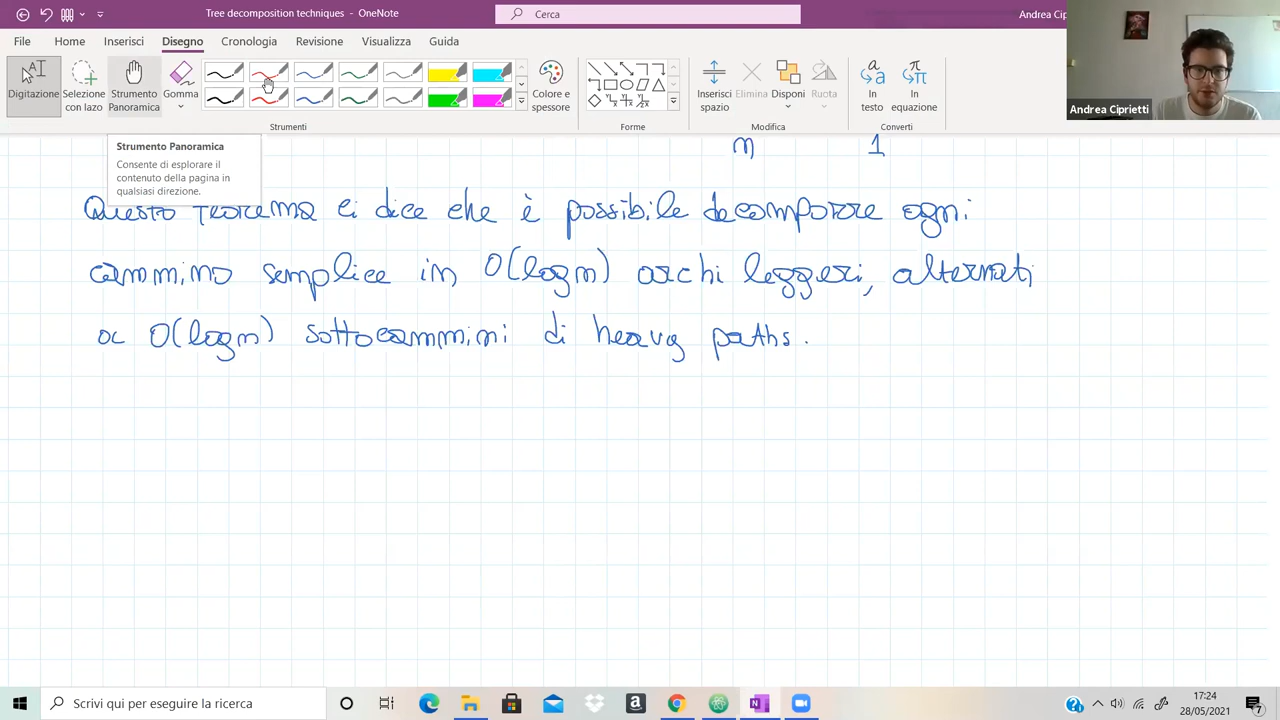 Tree decomposition techniques - OneNote
Cerca
Andrea Cip
File Home Inserisci Disegno Cronologia Revisione Visualizza Guida
Digitazione
Selezione con lazo
Strumento Panoramica
Gomma
Colore e spessore
Inserisci spazio
Elimina
Disponi
Ruota
In testo
In equazione
Strumenti
Forme
Modifica
Converti
Andrea Ciprietti
Strumento Panoramica
Consente di esplorare il
contenuto della pagina in
qualsiasi direzione.
n 1
Questo teorema ci dice che è possibile decomporre ogni
cammino semplice in O(log n) archi leggeri, alternati
a O(log n) sottocammini di heavy paths.
Scrivi qui per eseguire la ricerca
17:24
28/05/2021
7